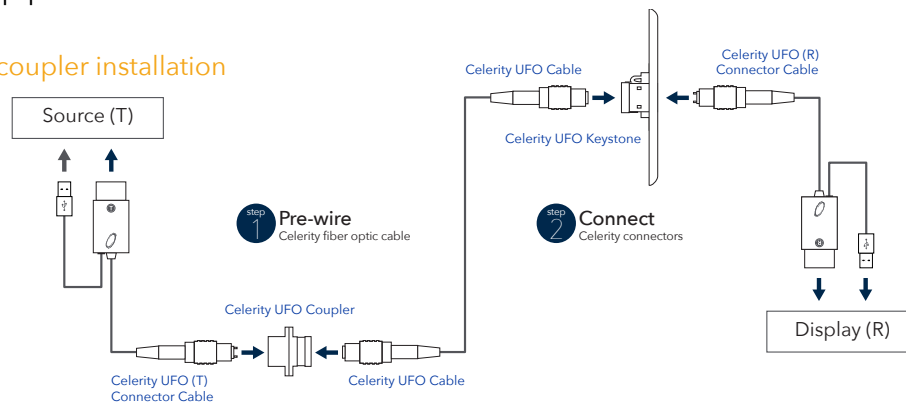 coupler installation
Source (T)
Celerity UFO Cable
Celerity UFO (R)
Connector Cable
Celerity UFO Keystone
step
1
Pre-wire
Celerity fiber optic cable
step
2
Connect
Celerity connectors
Celerity UFO Coupler
Display (R)
Celerity UFO (T)
Connector Cable
Celerity UFO Cable